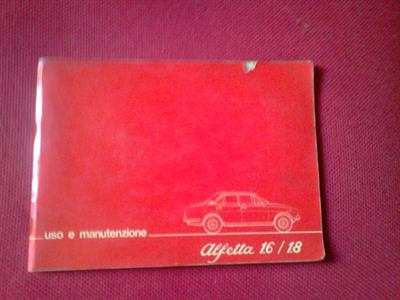 uso e manutenzione
Alfetta 1.6/1.8